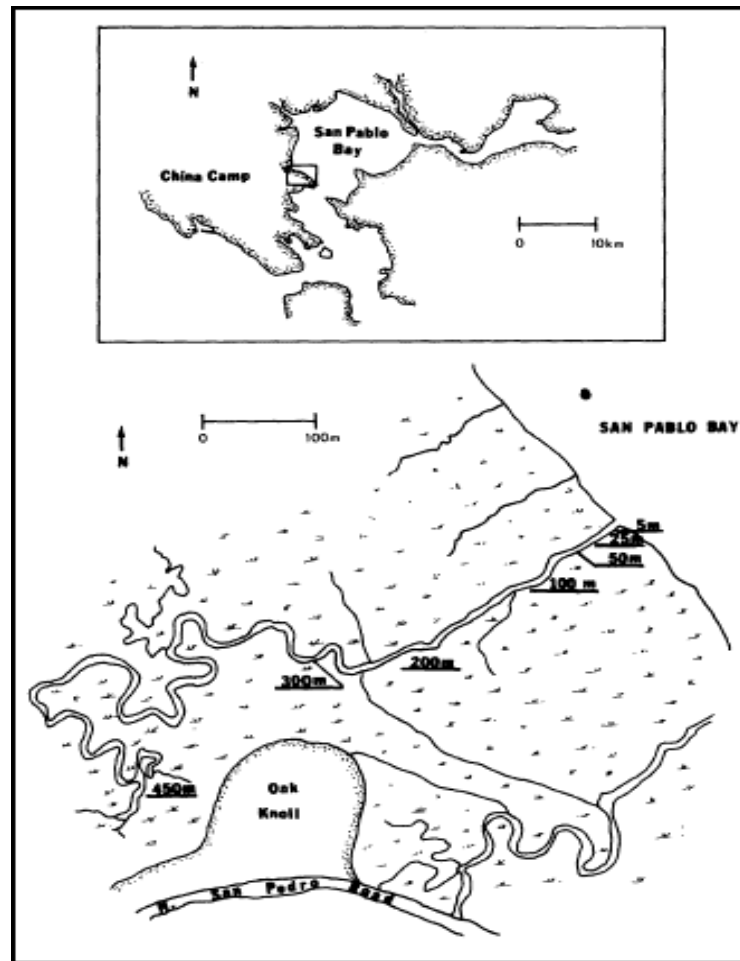 N
San Pablo
Bay
China Camp
0 10km
0 100m
N
SAN PABLO BAY
5m
25m
50m
100 m
200m
300m
450m
Oak
Knoll
N. San Pedro Road